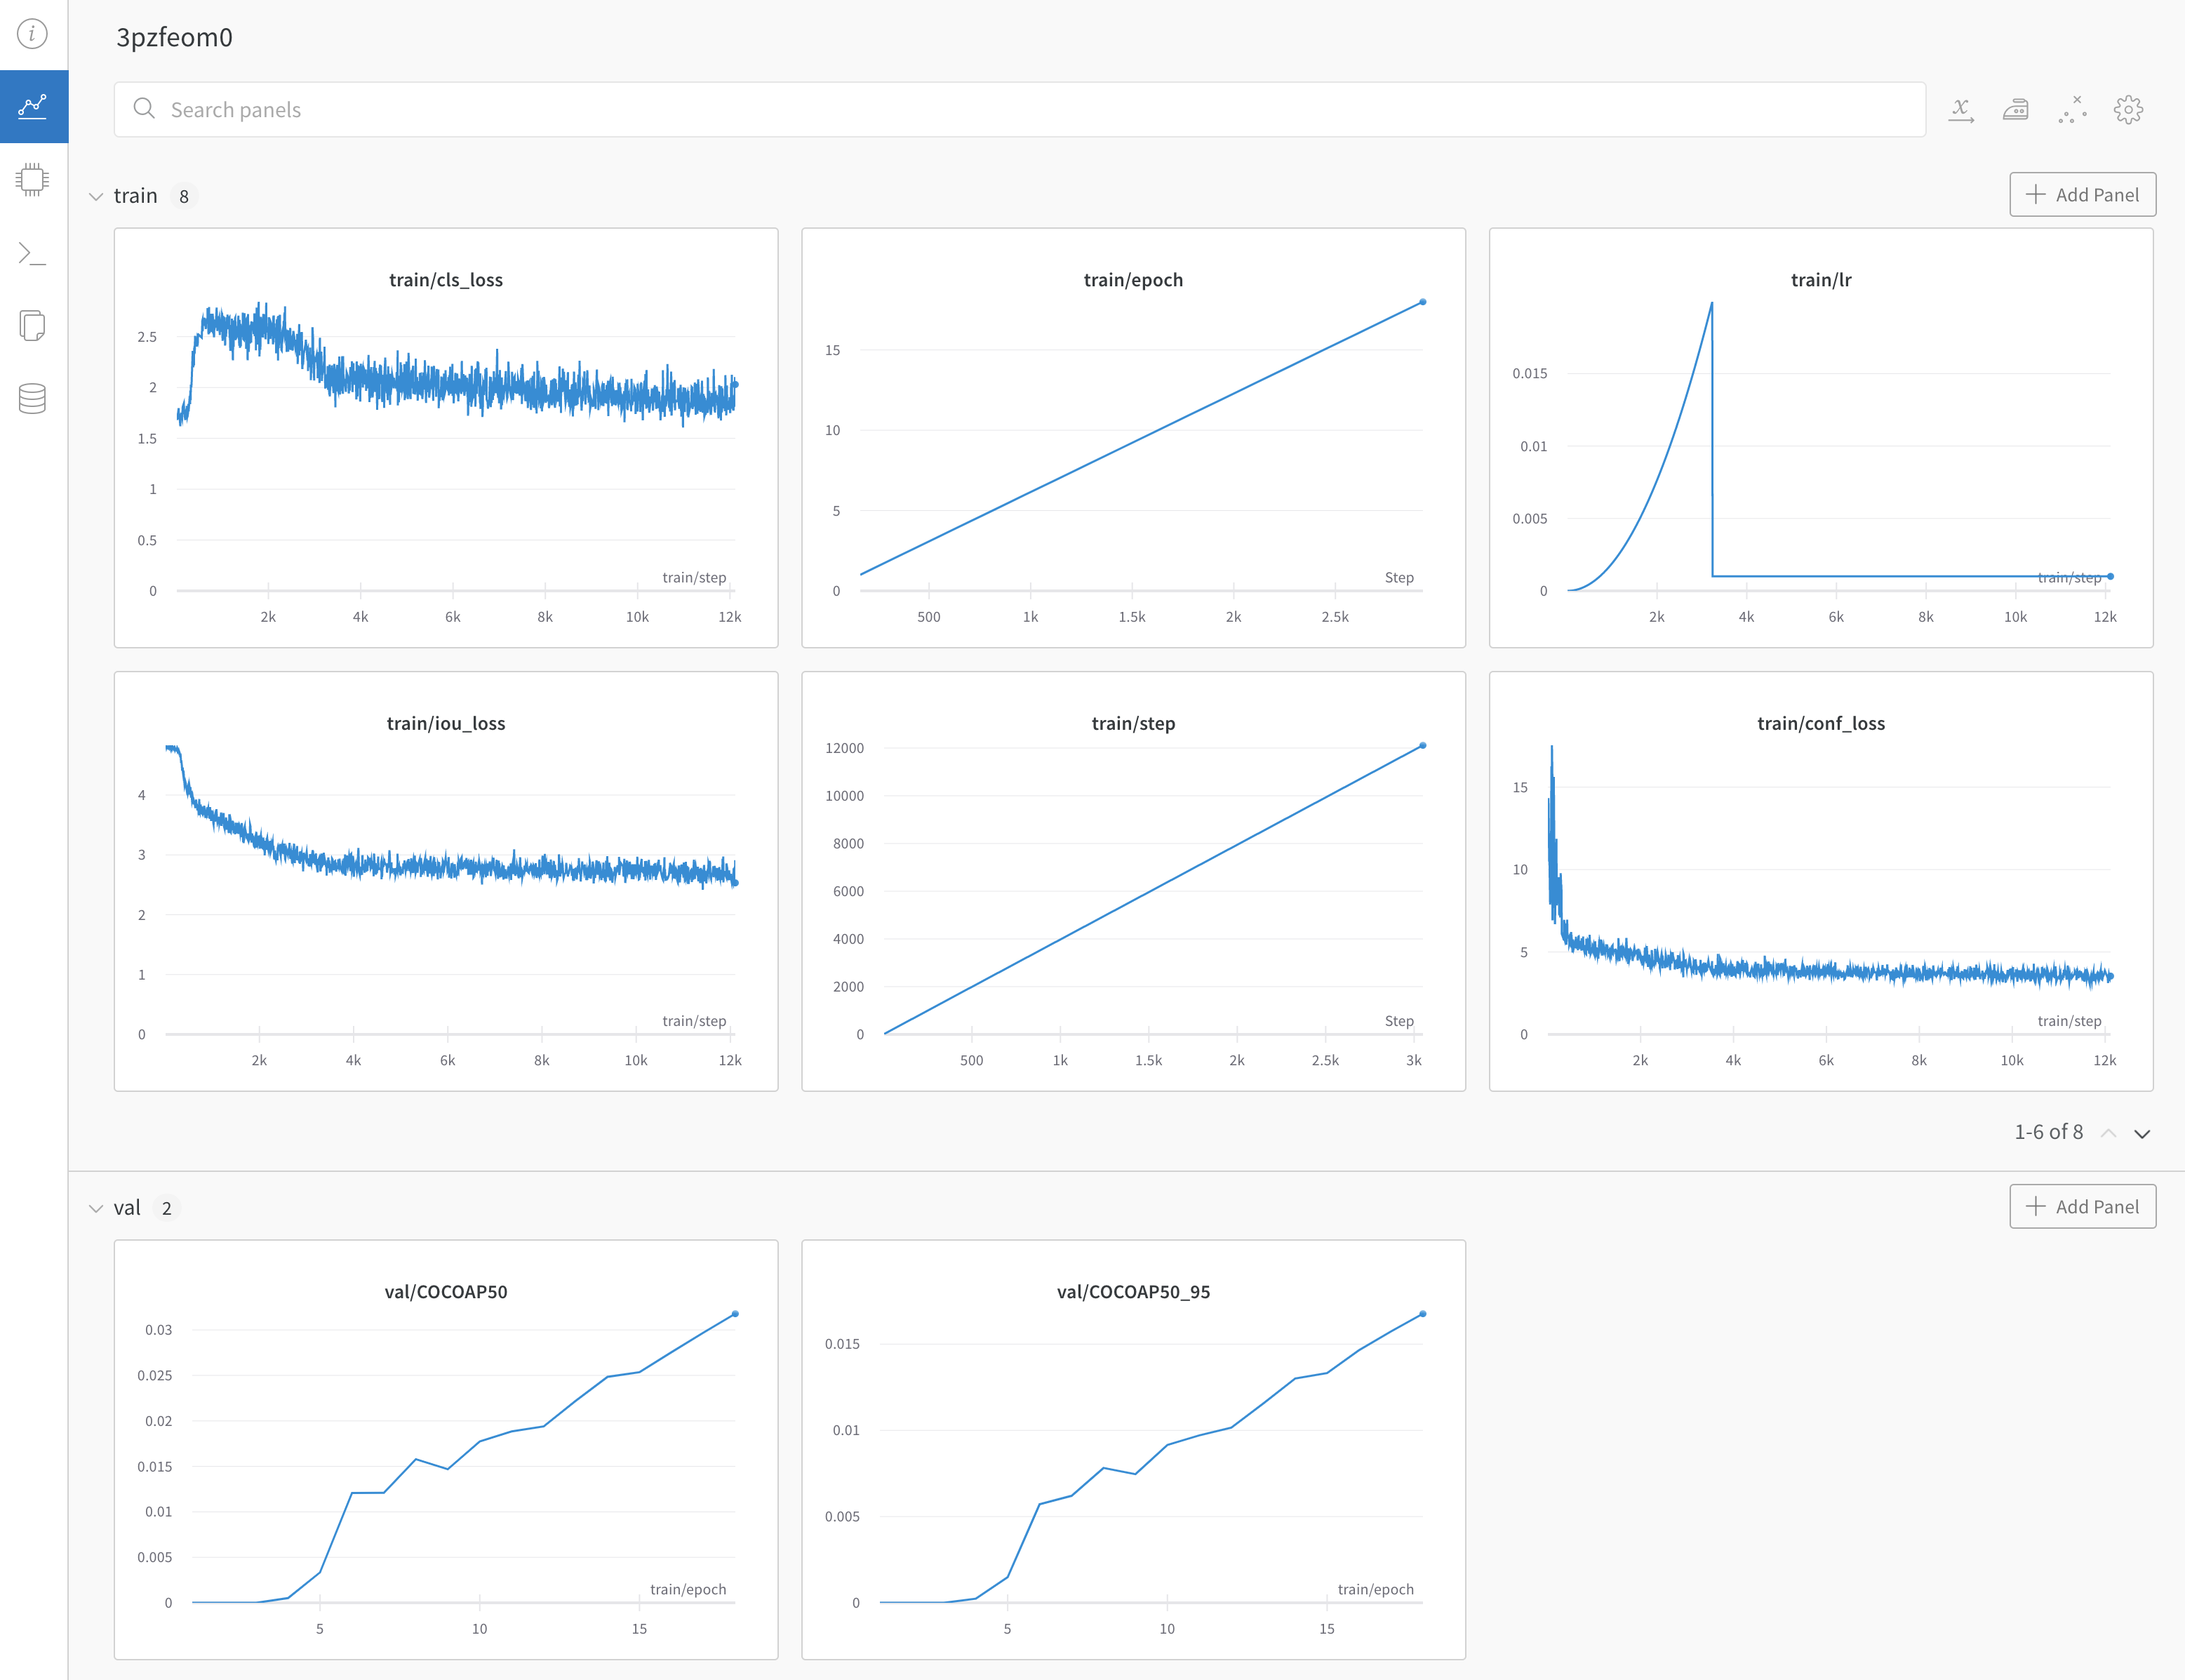 3pzfeom0
Search panels
train 8
Add Panel
train/cls_loss
2.5
2
1.5
1
0.5
0
train/step
2k 4k 6k 8k 10k 12k
train/epoch
15
10
5
0
Step
500 1k 1.5k 2k 2.5k
train/lr
0.015
0.01
0.005
0
train/step
2k 4k 6k 8k 10k 12k
train/iou_loss
4
3
2
1
0
train/step
2k 4k 6k 8k 10k 12k
train/step
12000
10000
8000
6000
4000
2000
0
Step
500 1k 1.5k 2k 2.5k 3k
train/conf_loss
15
10
5
0
train/step
2k 4k 6k 8k 10k 12k
1-6 of 8
val 2
Add Panel
val/COCOAP50
0.03
0.025
0.02
0.015
0.01
0.005
0
train/epoch
5 10 15
val/COCOAP50_95
0.015
0.01
0.005
0
train/epoch
5 10 15